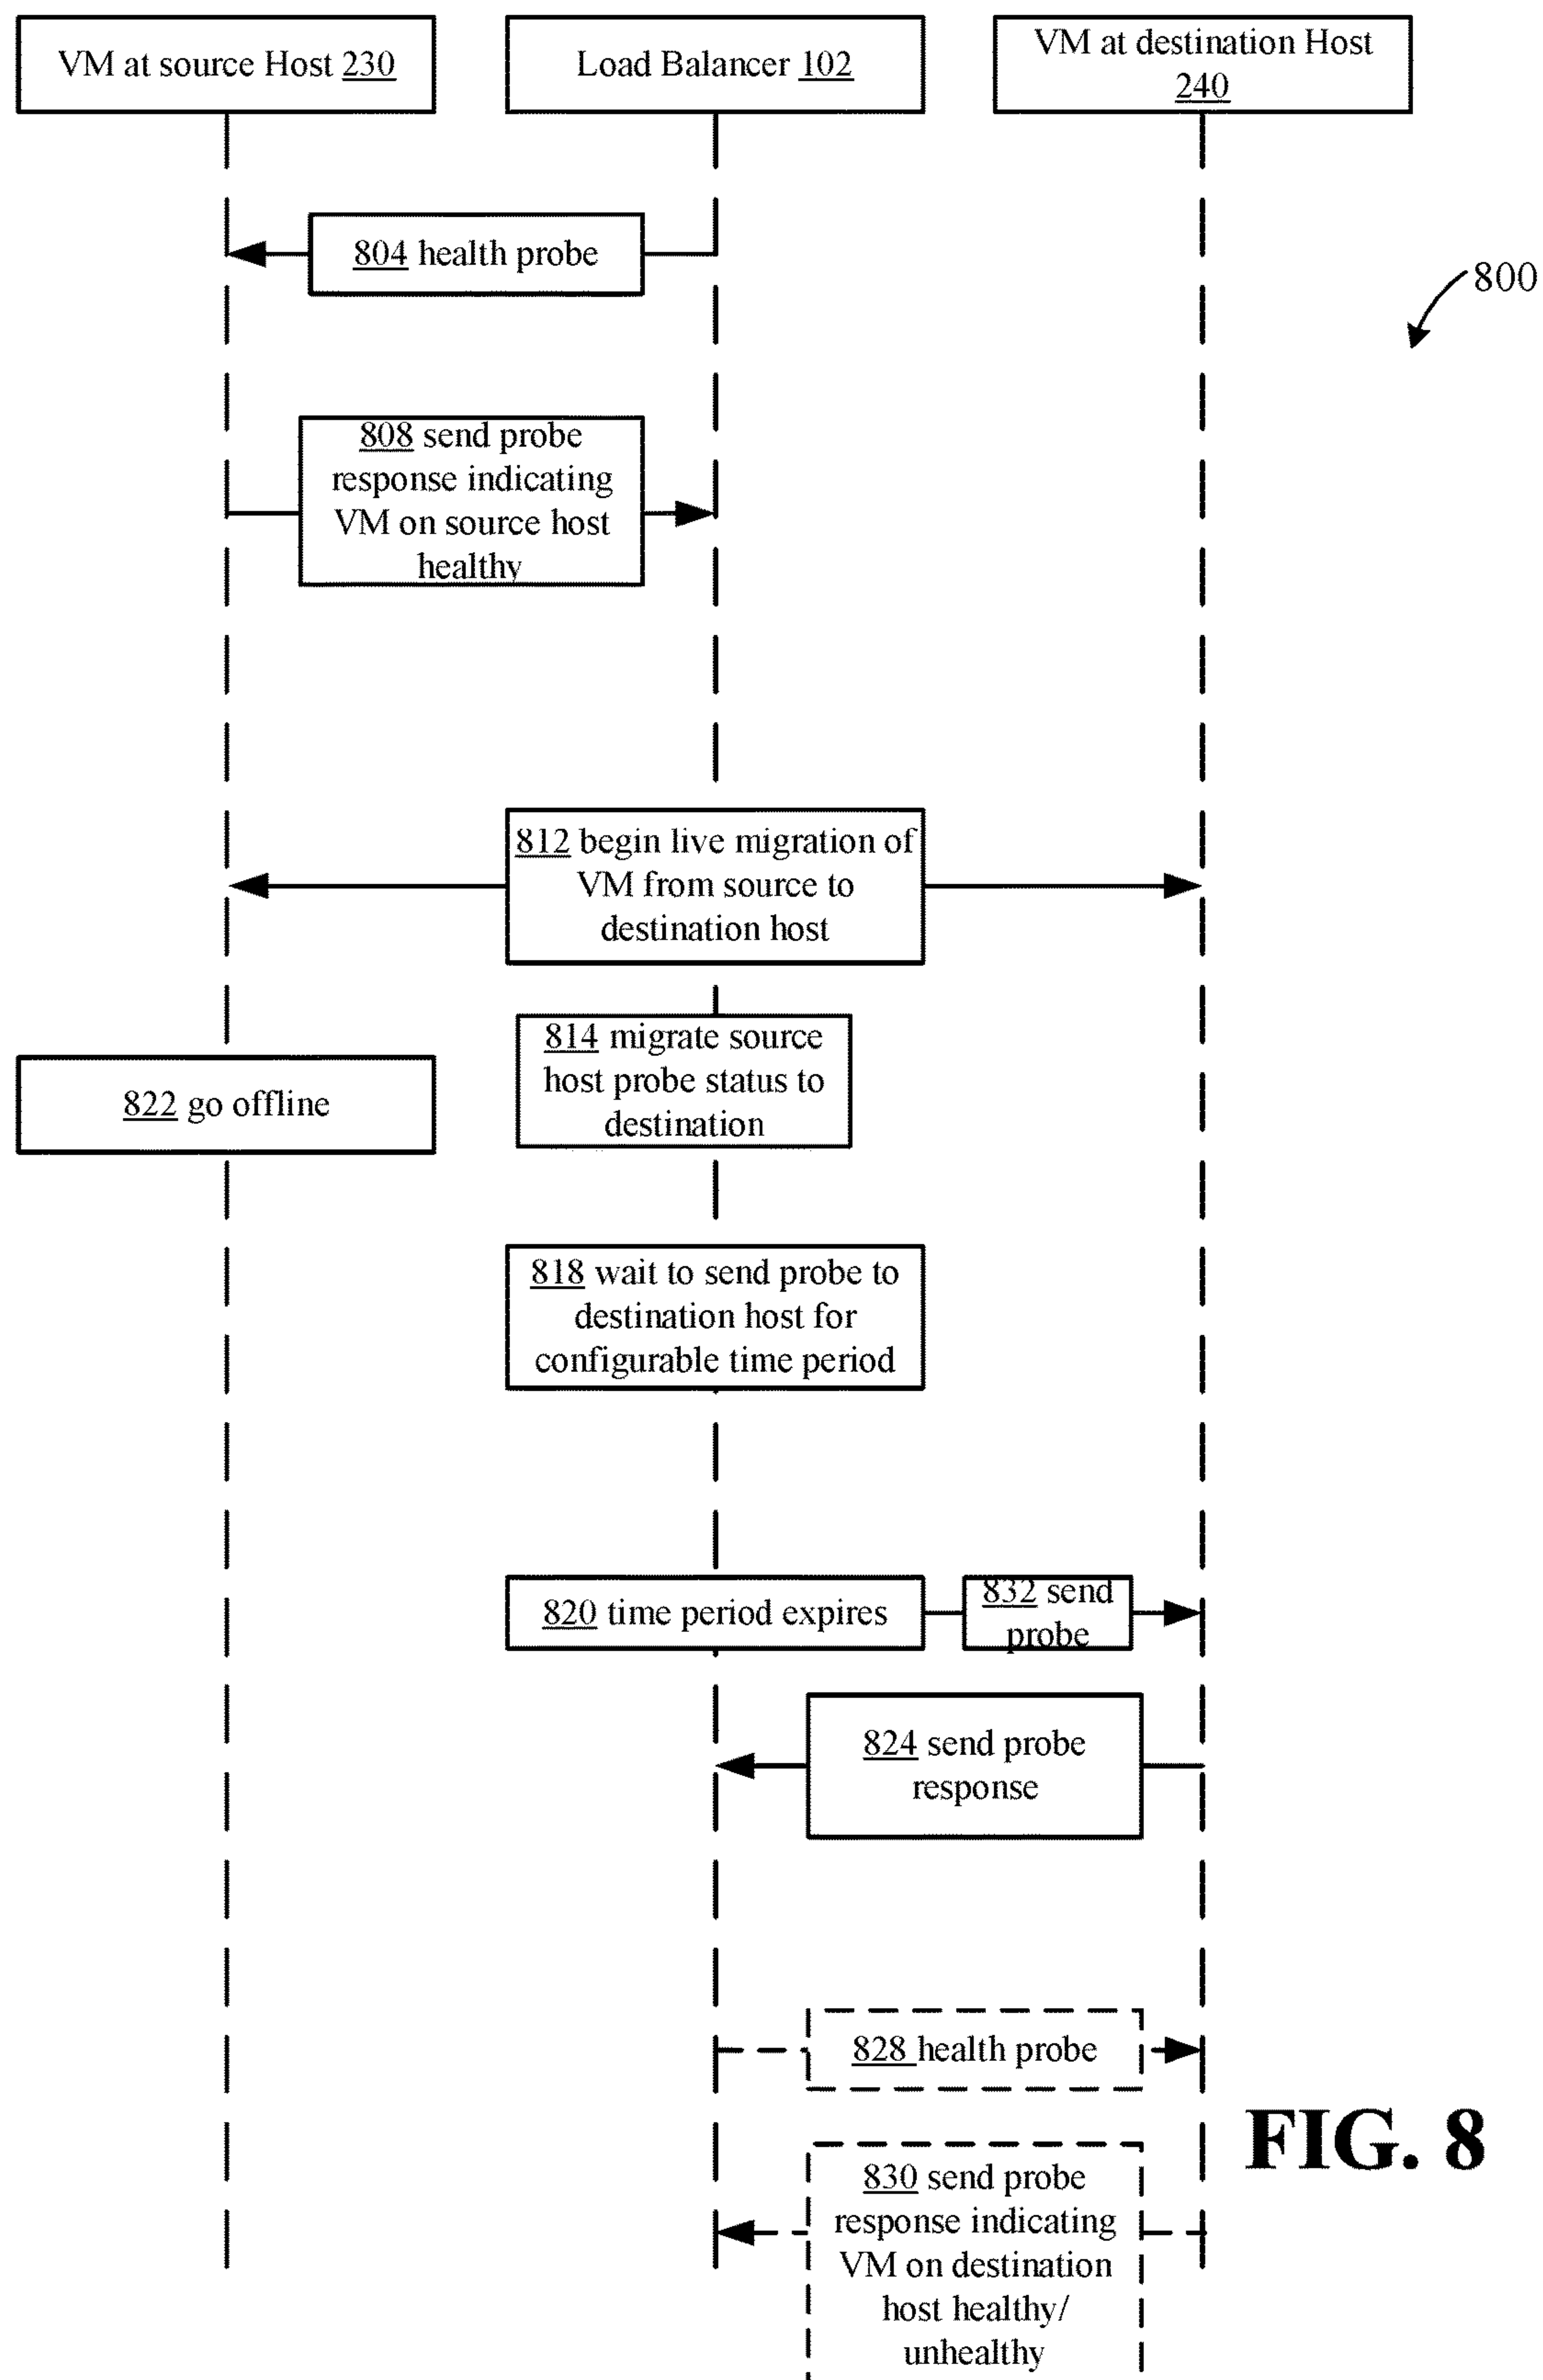 VM at source Host 230
Load Balancer 102
VM at destination Host
240
804 health probe
800
808 send probe
response indicating
VM on source host
healthy
812 begin live migration of
VM from source to
destination host
814 migrate source
host probe status to
destination
822 go offline
818 wait to send probe to
destination host for
configurable time period
820 time period expires
832 send
probe
824 send probe
response
828 health probe
FIG. 8
830 send probe
response indicating
VM on destination
host healthy/
unhealthy